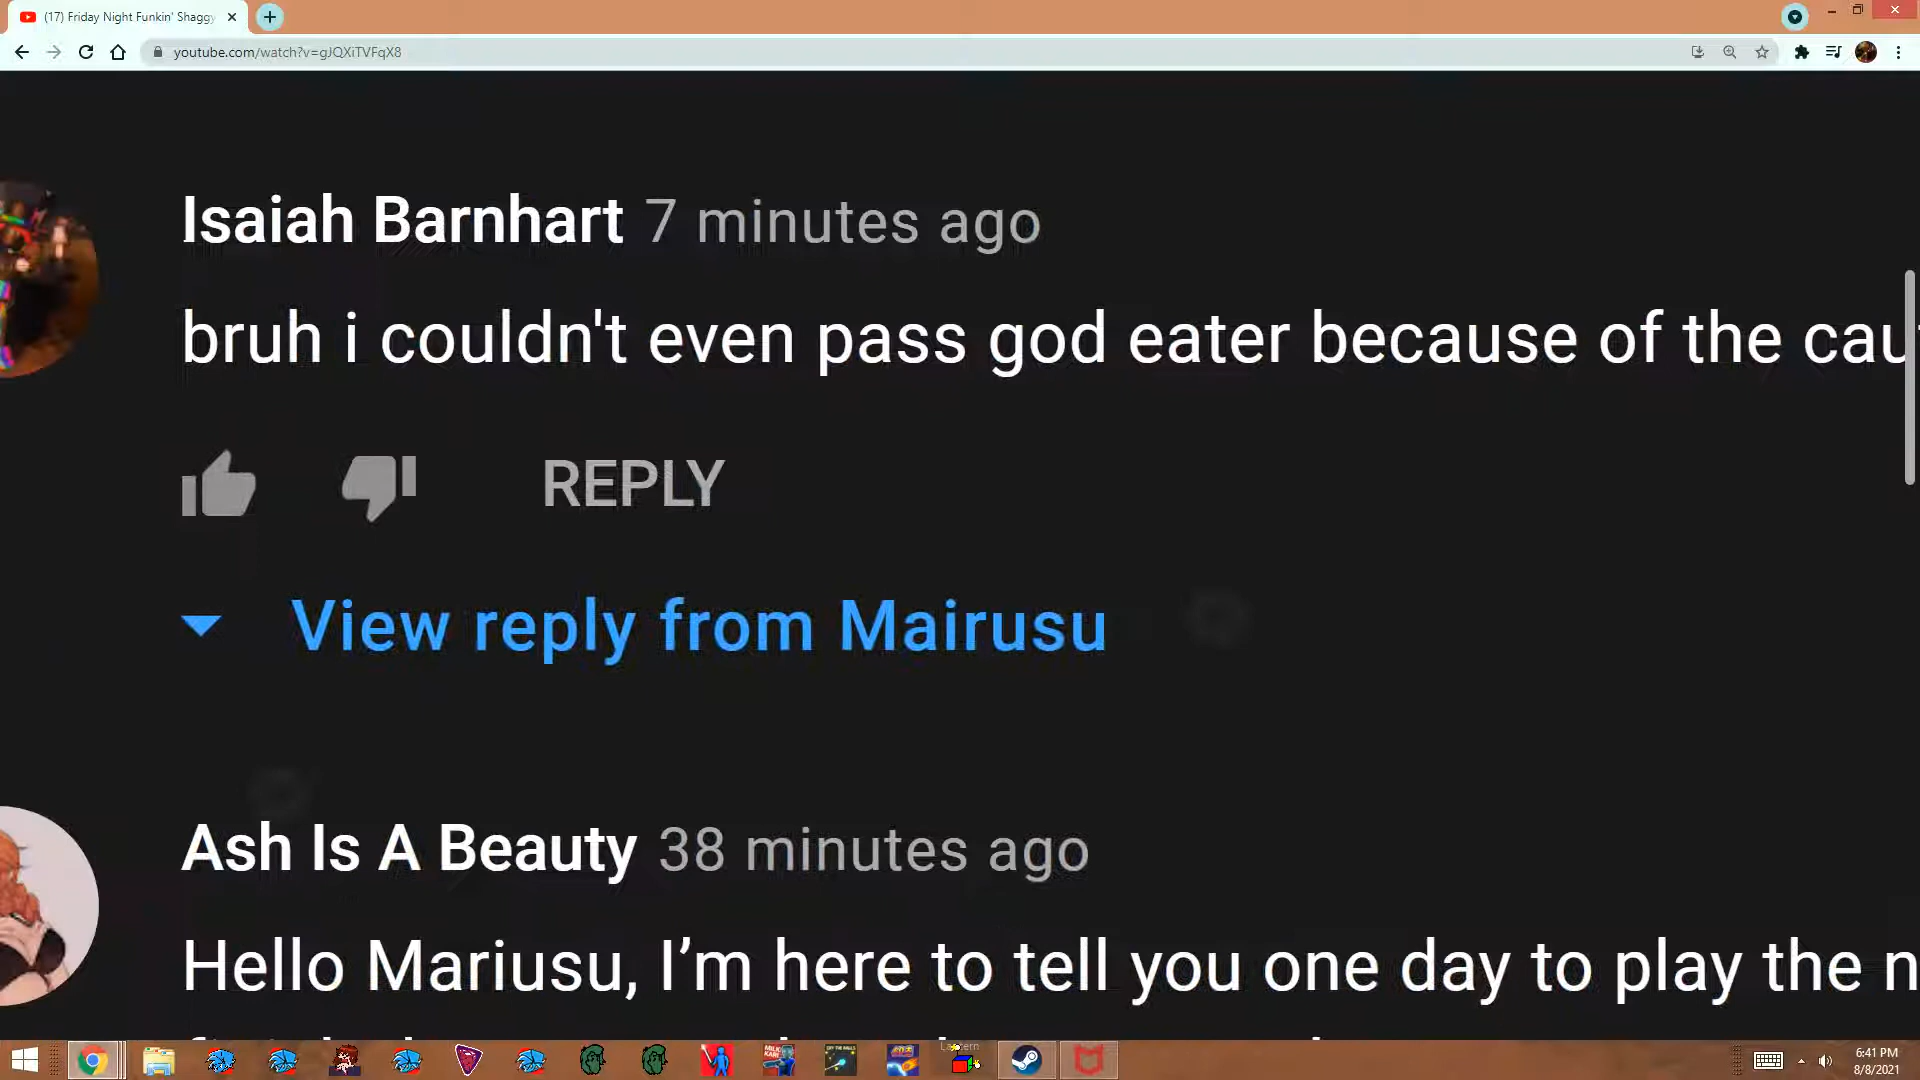 (17) Friday Night Funkin' Shaggy
youtube.com/watch?v=gJQXiTVFqX8
Isaiah Barnhart 7 minutes ago
bruh i couldn't even pass god eater because of the
REPLY
View reply from Mairusu
Ash Is A Beauty 38 minutes ago
Hello Mariusu, I’m here to tell you one day to play the
6:41 PM
8/8/2021